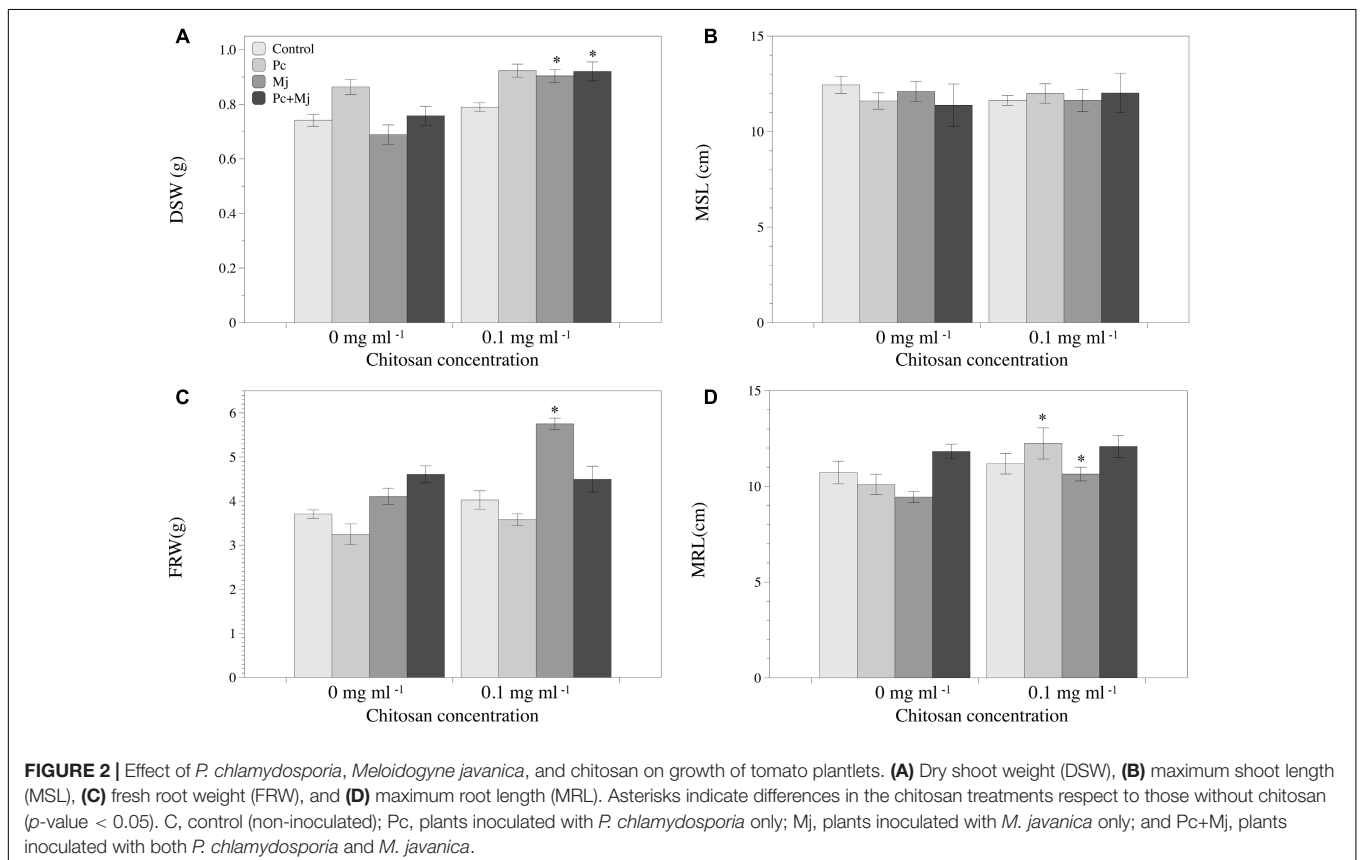 A
1.0
0.8
0.6
0.4
0.2
0
DSW (g)
Control
Pc
Mj
Pc+Mj
*
*
0 mg ml -1
0.1 mg ml -1
Chitosan concentration
B
15
10
5
0
MSL (cm)
0 mg ml -1
0.1 mg ml -1
Chitosan concentration
C
6
5
4
3
2
1
0
FRW(g)
*
0 mg ml -1
0.1 mg ml -1
Chitosan concentration
D
15
10
5
0
MRL(cm)
*
*
0 mg ml -1
0.1 mg ml -1
Chitosan concentration
FIGURE 2 | Effect of P. chlamydosporia, Meloidogyne javanica, and chitosan on growth of tomato plantlets. (A) Dry shoot weight (DSW), (B) maximum shoot length
(MSL), (C) fresh root weight (FRW), and (D) maximum root length (MRL). Asterisks indicate differences in the chitosan treatments respect to those without chitosan
(p-value < 0.05). C, control (non-inoculated); Pc, plants inoculated with P. chlamydosporia only; Mj, plants inoculated with M. javanica only; and Pc+Mj, plants
inoculated with both P. chlamydosporia and M. javanica.